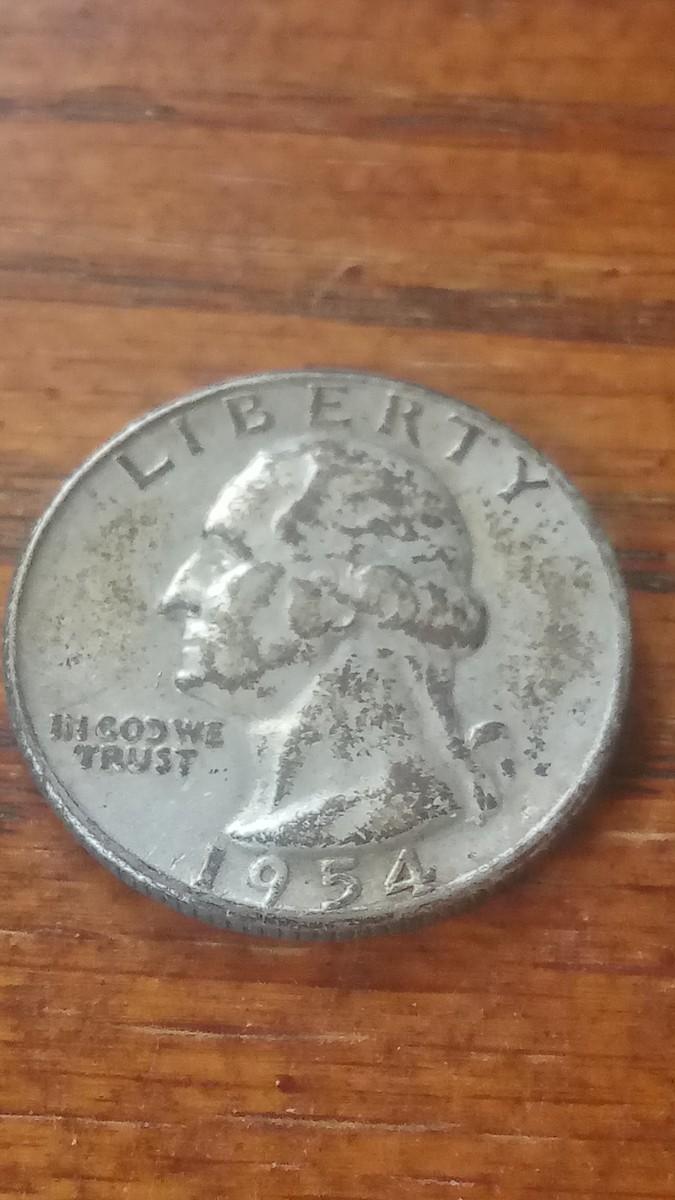 LIBERTY
IN GOD WE
TRUST
1954